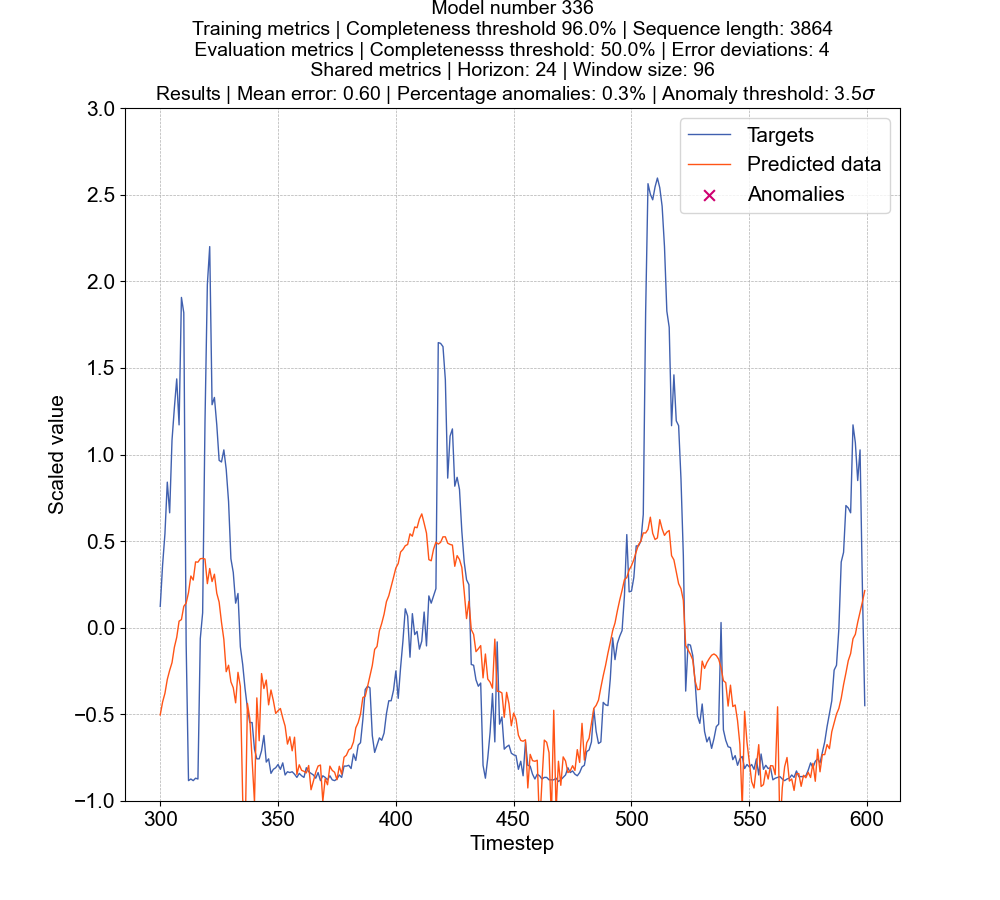 Model number 336
Training metrics | Completeness threshold 96.0% | Sequence length: 3864
Evaluation metrics | Completenesss threshold: 50.0% | Error deviations: 4
Shared metrics | Horizon: 24 | Window size: 96
Results | Mean error: 0.60 | Percentage anomalies: 0.3% | Anomaly threshold: 3.5σ
Targets
Predicted data
Anomalies
3.0
2.5
2.0
1.5
1.0
0.5
0.0
−0.5
−1.0
Scaled value
300
350
400
450
500
550
600
Timestep